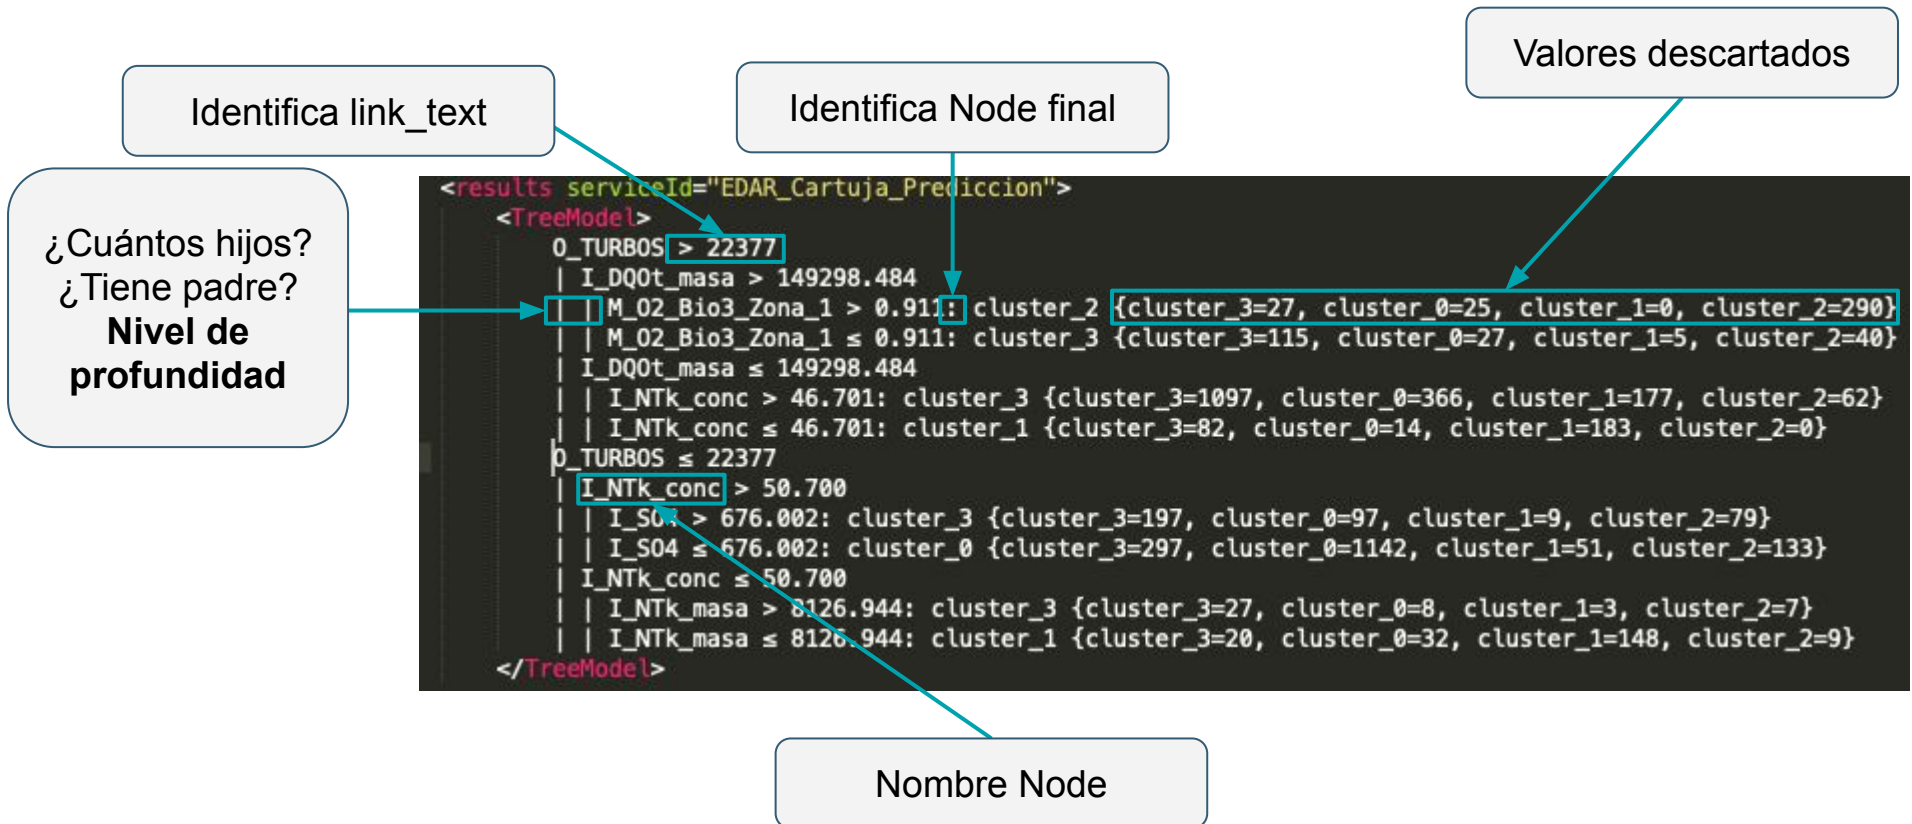 Valores descartados
Identifica link_text
Identifica Node final
¿Cuántos hijos?
¿Tiene padre?
Nivel de
profundidad
<results serviceId="EDAR_Cartuja_Prediccion">
<TreeModel>
O_TURBOS > 22377
| I_DQOt_masa > 149298.484
| | M_O2_Bio3_Zona_1 > 0.911: cluster_2 {cluster_3=27, cluster_0=25, cluster_1=0, cluster_2=290}
| | M_O2_Bio3_Zona_1 ≤ 0.911: cluster_3 {cluster_3=115, cluster_0=27, cluster_1=5, cluster_2=40}
| I_DQOt_masa ≤ 149298.484
| | I_NTk_conc > 46.701: cluster_3 {cluster_3=1097, cluster_0=366, cluster_1=177, cluster_2=62}
| | I_NTk_conc ≤ 46.701: cluster_1 {cluster_3=82, cluster_0=14, cluster_1=183, cluster_2=0}
O_TURBOS ≤ 22377
| I_NTk_conc > 50.700
| | I_SO4 > 676.002: cluster_3 {cluster_3=197, cluster_0=97, cluster_1=9, cluster_2=79}
| | I_SO4 ≤ 676.002: cluster_0 {cluster_3=297, cluster_0=1142, cluster_1=51, cluster_2=133}
| I_NTk_conc ≤ 50.700
| | I_NTk_masa > 8126.944: cluster_3 {cluster_3=27, cluster_0=8, cluster_1=3, cluster_2=7}
| | I_NTk_masa ≤ 8126.944: cluster_1 {cluster_3=20, cluster_0=32, cluster_1=148, cluster_2=9}
</TreeModel>
Nombre Node